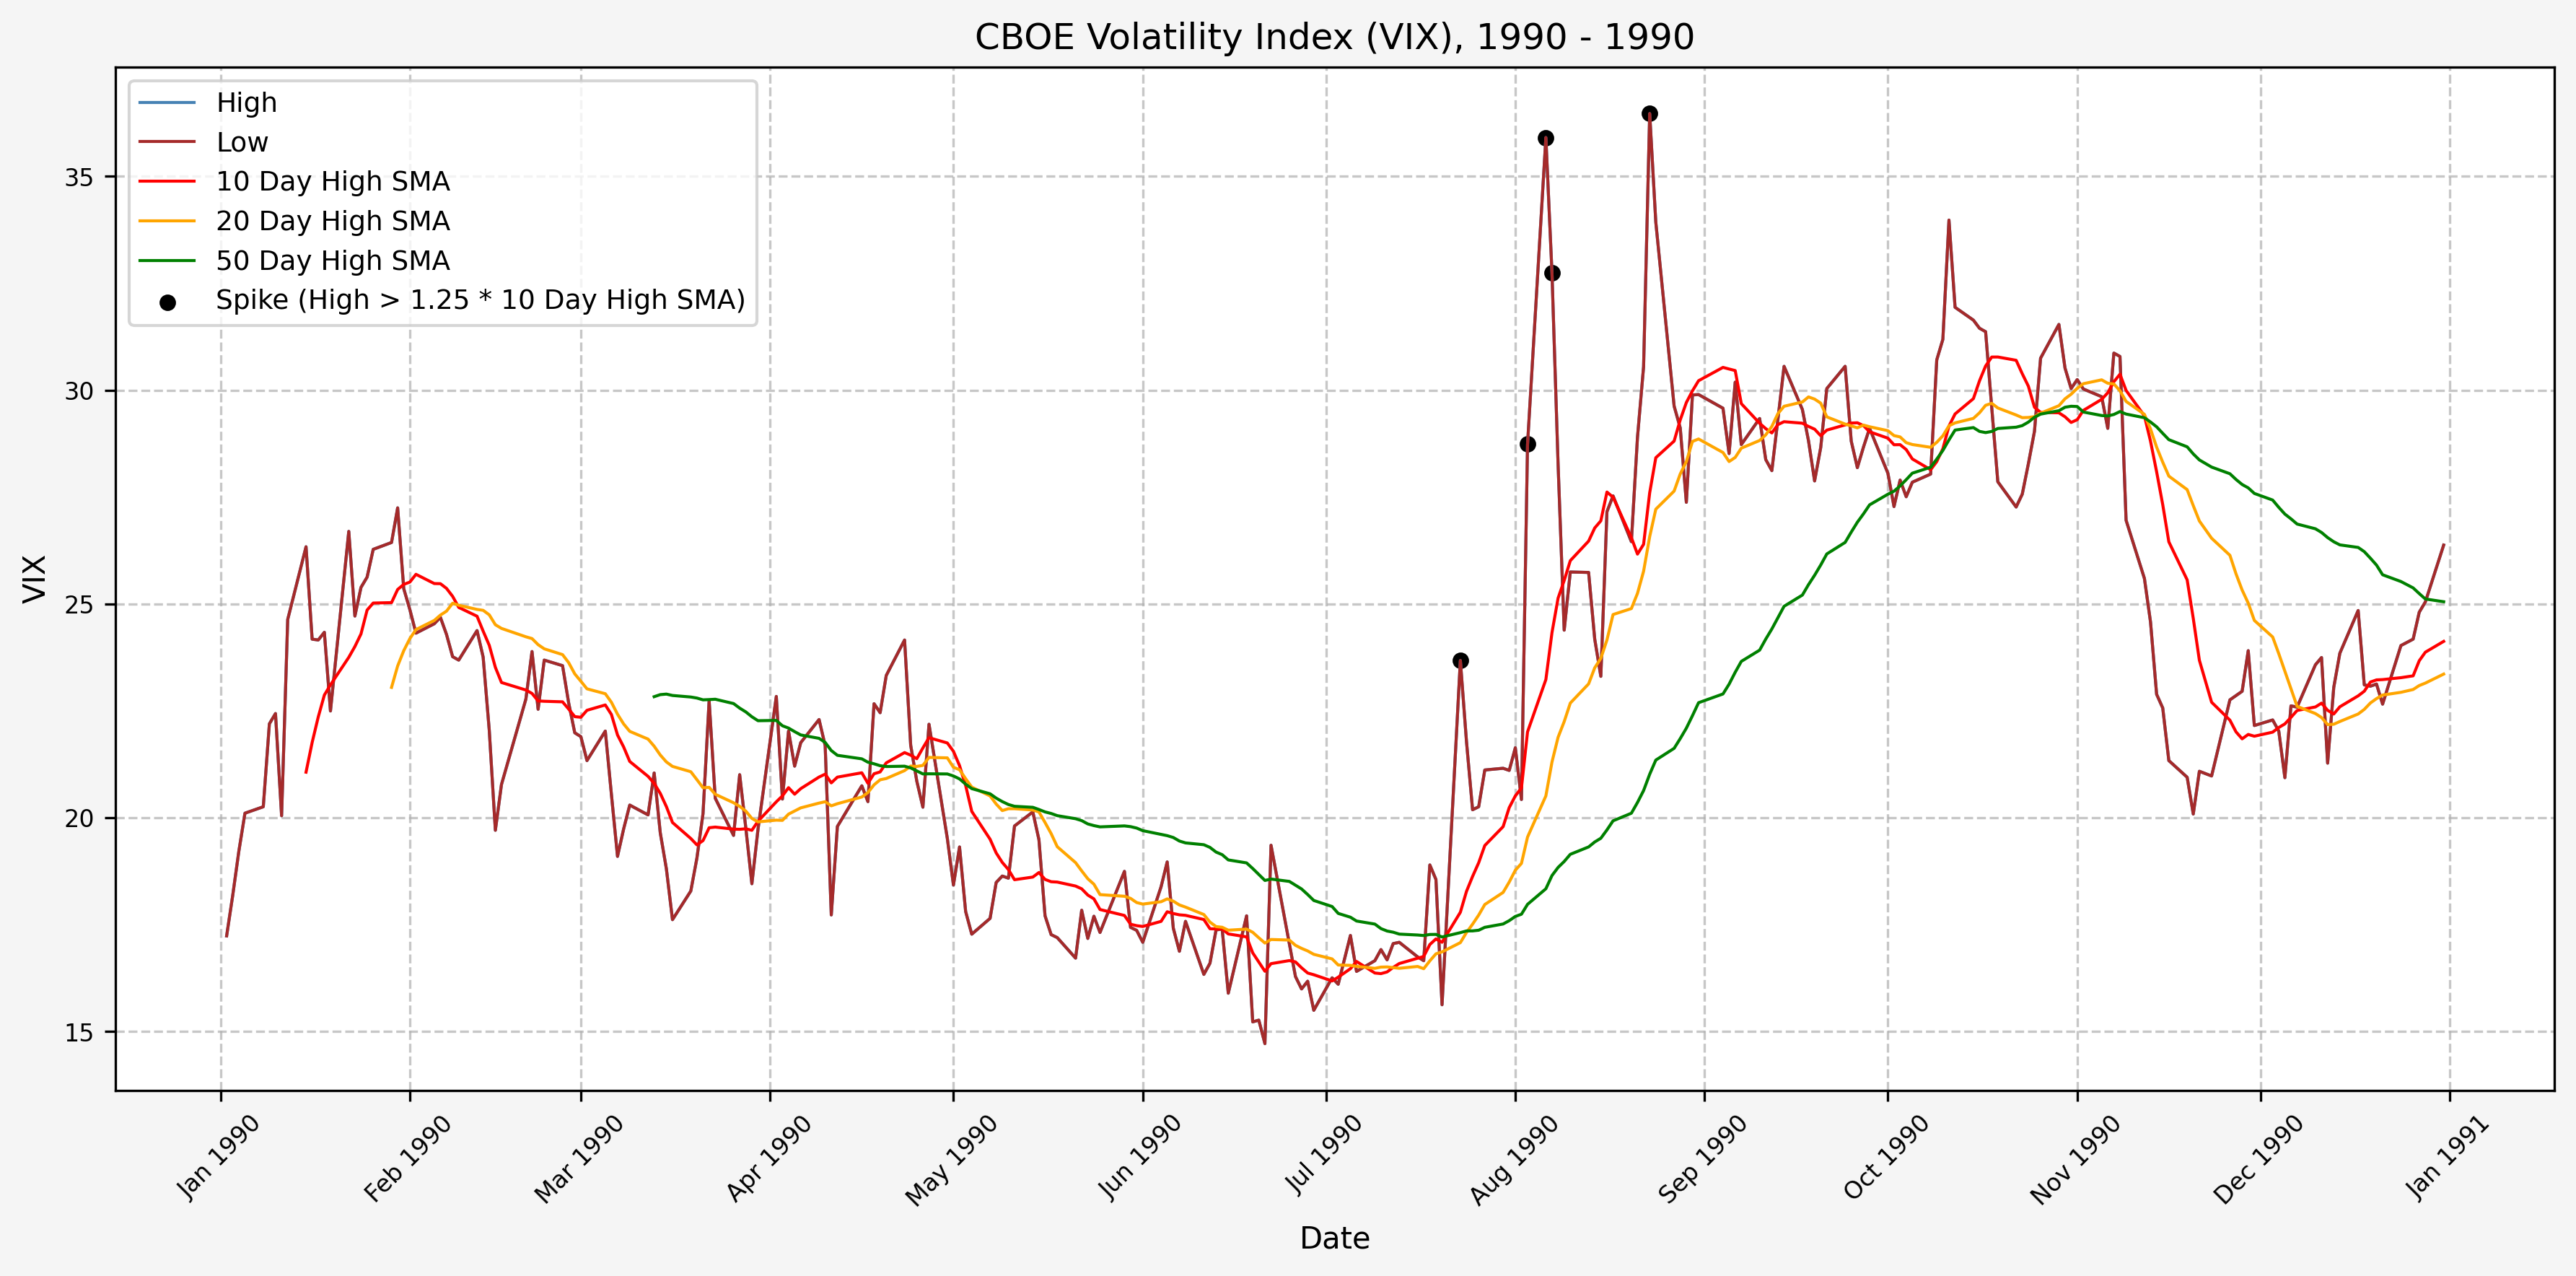 CBOE Volatility Index (VIX), 1990 - 1990
High
Low
10 Day High SMA
20 Day High SMA
50 Day High SMA
Spike (High > 1.25 * 10 Day High SMA)
VIX
35
30
25
20
15
Jan 1990
Feb 1990
Mar 1990
Apr 1990
May 1990
Jun 1990
Jul 1990
Aug 1990
Sep 1990
Oct 1990
Nov 1990
Dec 1990
Jan 1991
Date